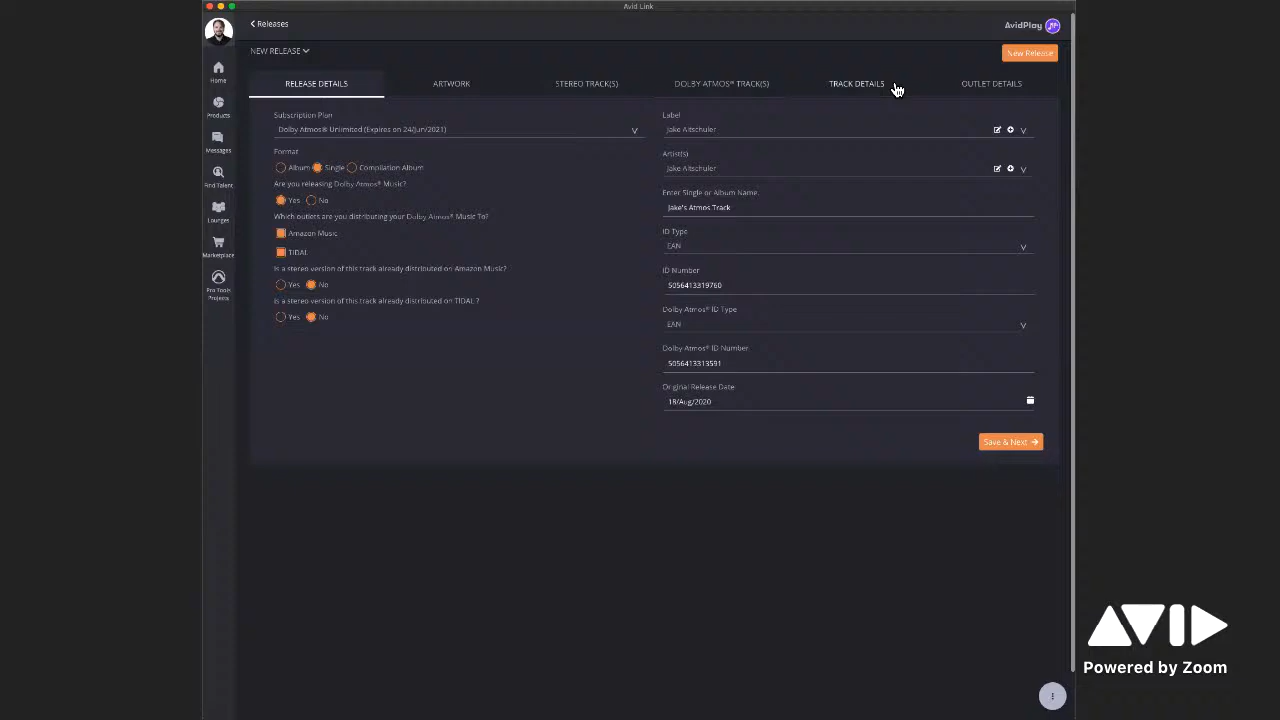 Avid Link
Releases
AvidPlay
NEW RELEASE
New Release
Home
Products
Messages
Find Talent
Lounges
Marketplace
Pro Tools
Projects
RELEASE DETAILS
ARTWORK
STEREO TRACK(S)
DOLBY ATMOS® TRACK(S)
TRACK DETAILS
OUTLET DETAILS
Subscription Plan
Dolby Atmos® Unlimited (Expires on 24/Jun/2021)
Format
Album Single Compilation Album
Are you releasing Dolby Atmos® Music?
Yes No
Which outlets are you distributing your Dolby Atmos® Music To?
Amazon Music
TIDAL
Is a stereo version of this track already distributed on Amazon Music?
Yes No
Is a stereo version of this track already distributed on TIDAL ?
Yes No
Label
Jake Altschuler
Artist(s)
Jake Altschuler
Enter Single or Album Name.
Jake's Atmos Track
ID Type
EAN
ID Number
5056413319760
Dolby Atmos® ID Type
EAN
Dolby Atmos® ID Number
5056413313591
Original Release Date
18/Aug/2020
Save & Next
AVID
Powered by Zoom